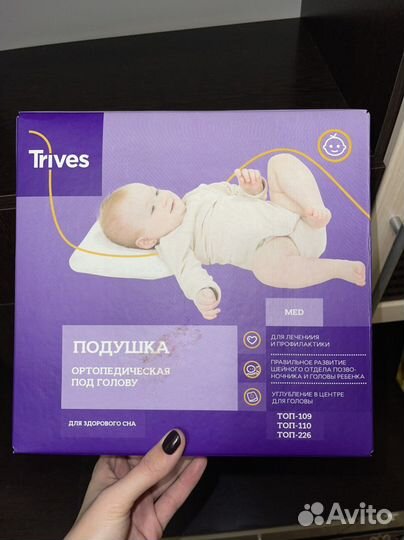 Trives
MED
ПОДУШКА
ОРТОПЕДИЧЕСКАЯ
ПОД ГОЛОВУ
ДЛЯ ЗДОРОВОГО СНА
ДЛЯ ЛЕЧЕНИИЯ
И ПРОФИЛАКТИКИ
ПРАВИЛЬНОЕ РАЗВИТИЕ
ШЕЙНОГО ОТДЕЛА ПОЗВО-
НОЧНИКА И ГОЛОВЫ РЕБЕНКА
УГЛУБЛЕНИЕ В ЦЕНТРЕ
ДЛЯ ГОЛОВЫ
ТОП-109
ТОП-110
ТОП-226
Avito